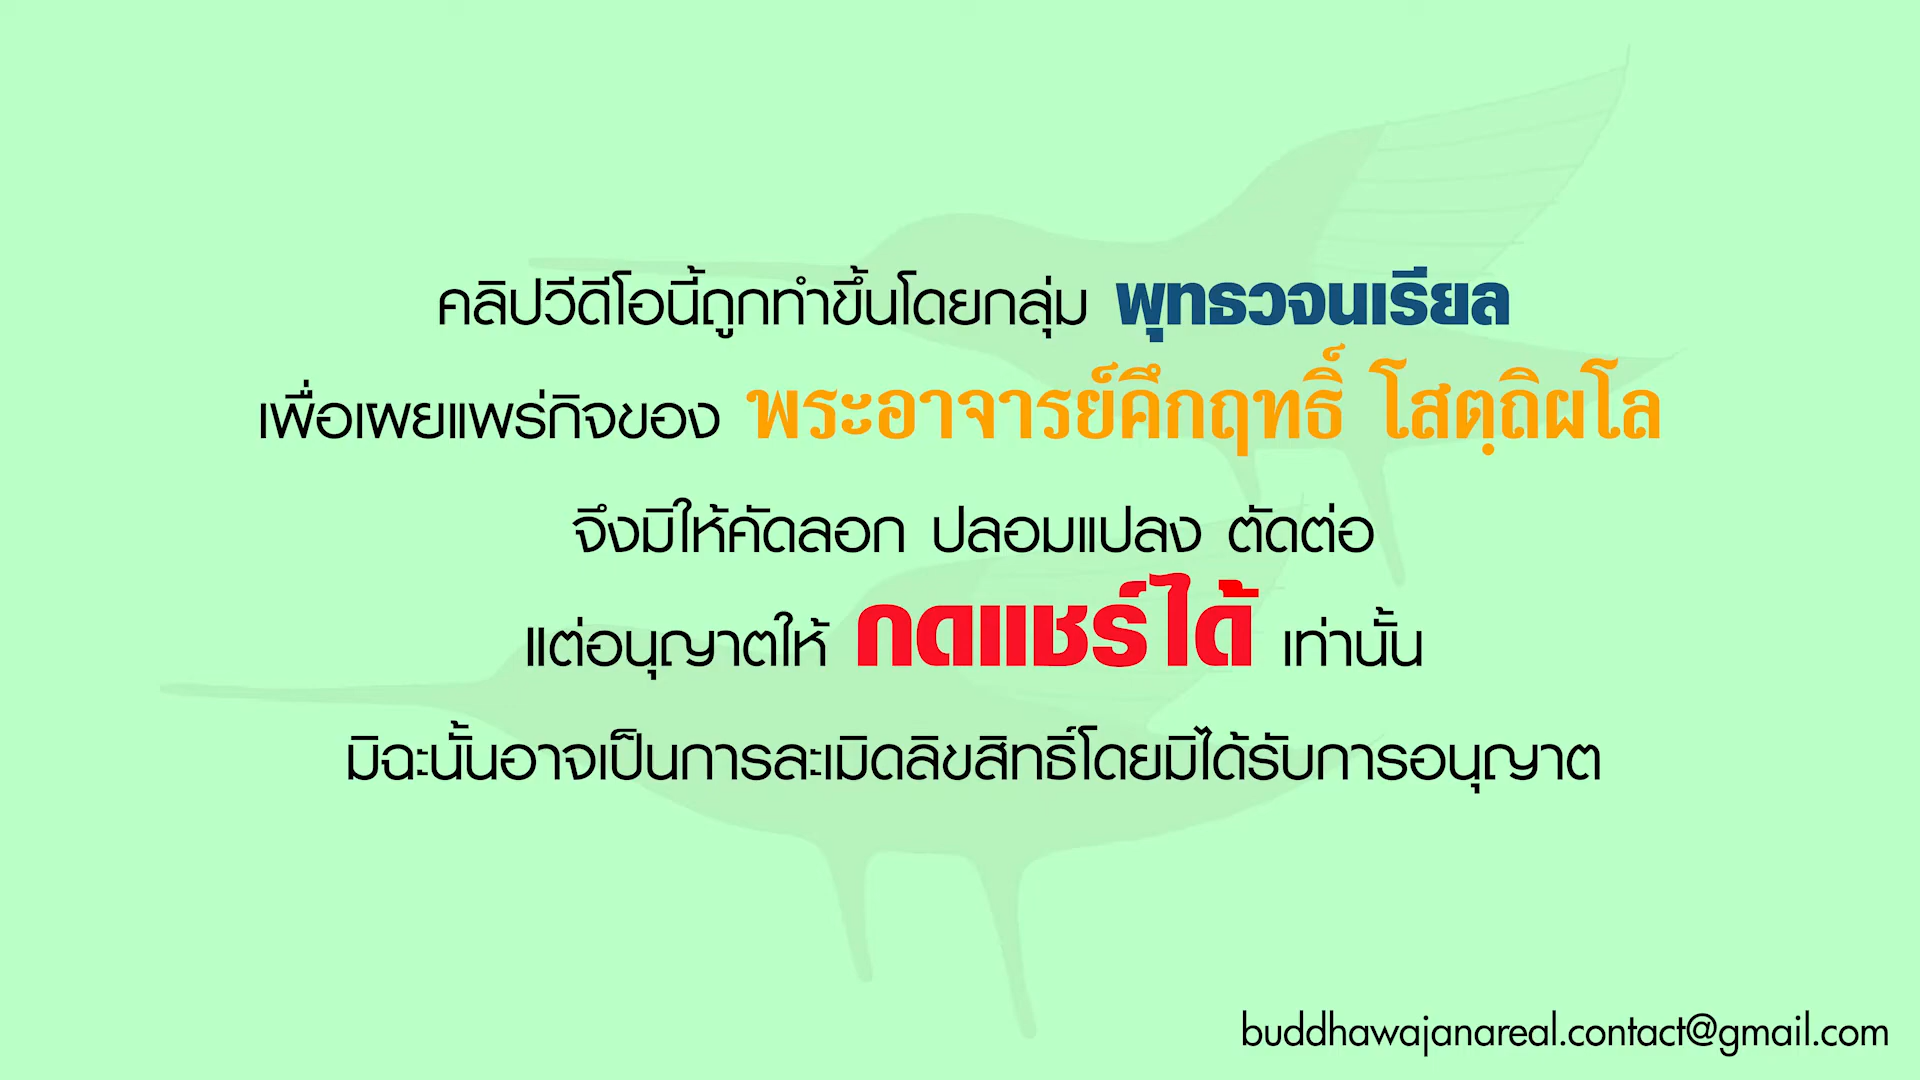 คลิปวีดีโอนี้ถูกทำขึ้นโดยกลุ่ม พุทธวจนเรียล
เพื่อเผยแพร่กิจของ พระอาจารย์คึกฤทธิ์ โสตฺถิผโล
จึงมิให้คัดลอก ปลอมแปลง ตัดต่อ
แต่อนุญาตให้ กดแชร์ได้ เท่านั้น
มิฉะนั้นอาจเป็นการละเมิดลิขสิทธิ์โดยมิได้รับการอนุญาต
buddhawajanareal.contact@gmail.com